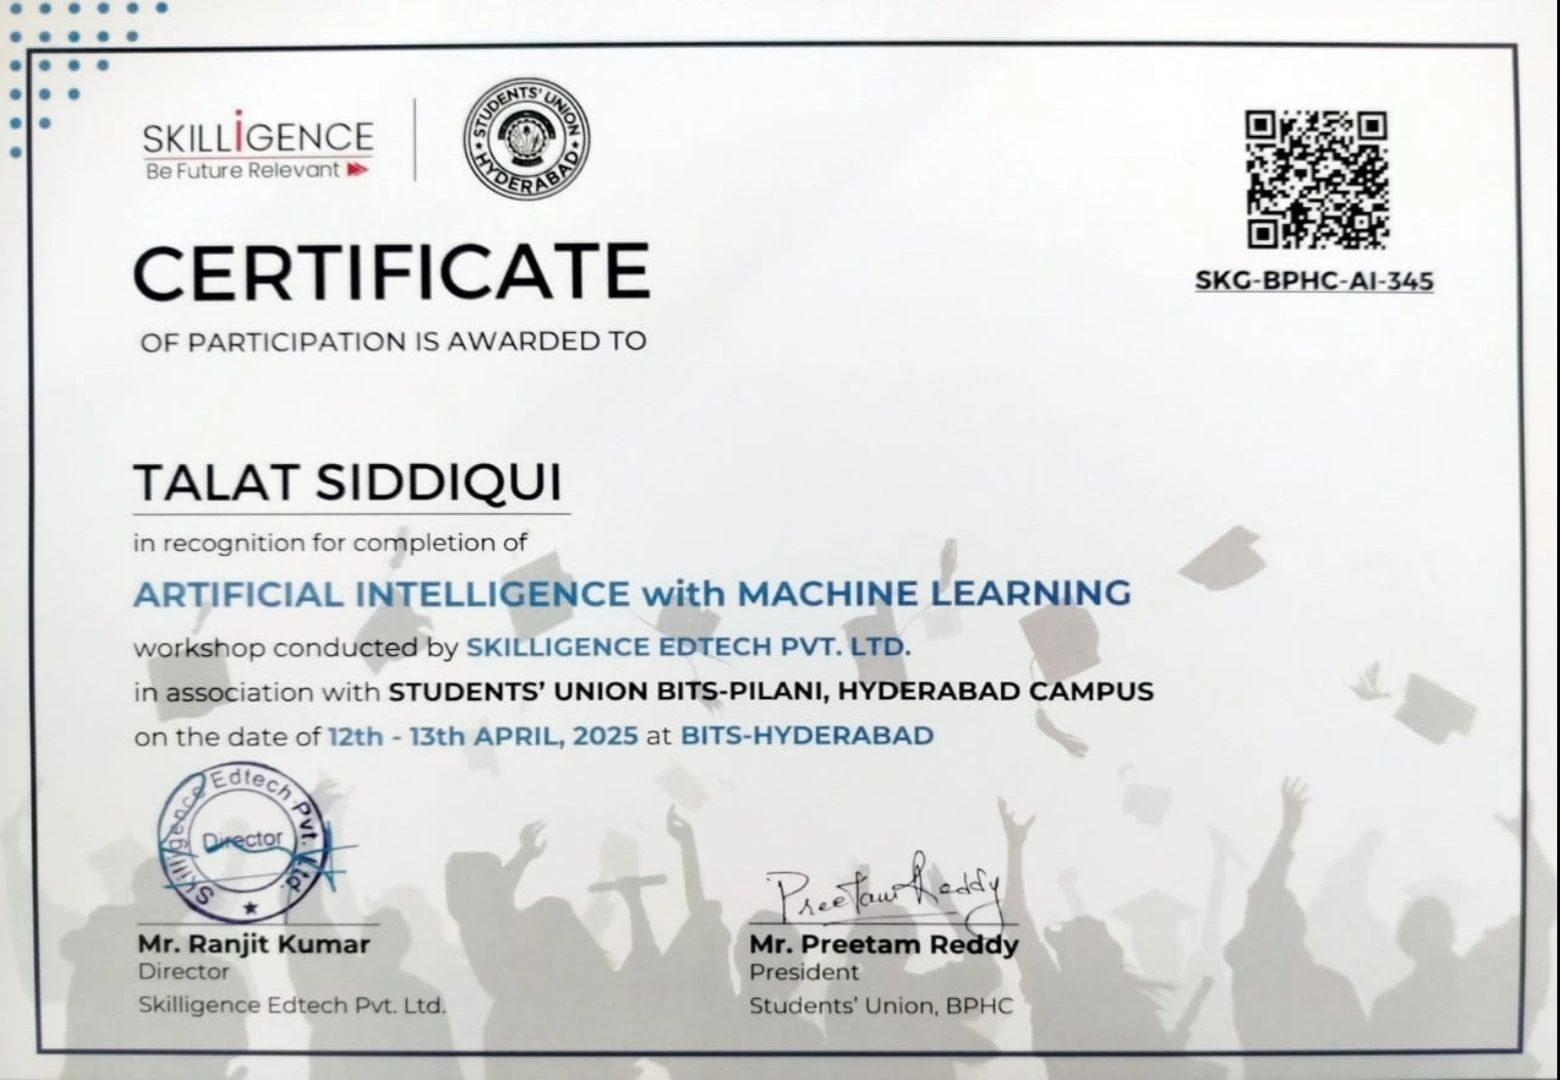 SKILLiGENCE
Be Future Relevant
STUDENTS' UNION
HYDERABAD
SKG-BPHC-AI-345
CERTIFICATE
OF PARTICIPATION IS AWARDED TO
TALAT SIDDIQUI
in recognition for completion of
ARTIFICIAL INTELLIGENCE with MACHINE LEARNING
workshop conducted by SKILLIGENCE EDTECH PVT. LTD.
in association with STUDENTS' UNION BITS-PILANI, HYDERABAD CAMPUS
on the date of 12th - 13th APRIL, 2025 at BITS-HYDERABAD
Skilligence Edtech Pvt. Ltd.
Director
Preetam Reddy
Mr. Ranjit Kumar
Director
Skilligence Edtech Pvt. Ltd.
Mr. Preetam Reddy
President
Students' Union, BPHC